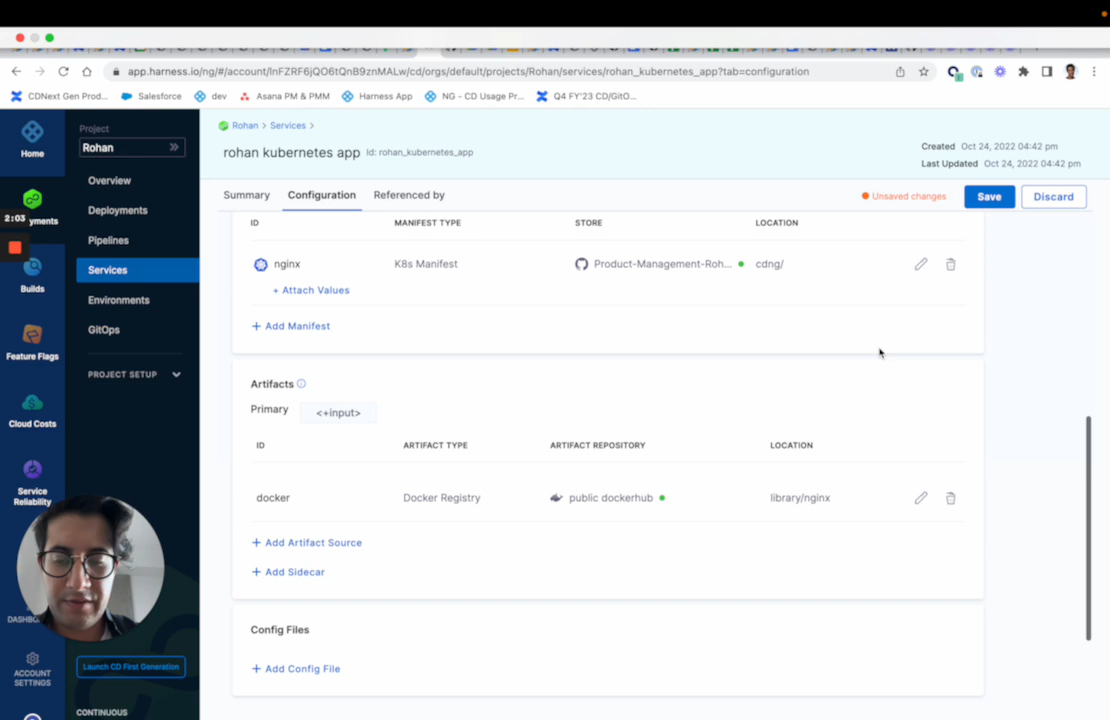 app.harness.io/ng/#/account/lnFZRF6jQO6tQnB9znMALw/cd/orgs/default/projects/Rohan/services/rohan_kubernetes_app?tab=configuration
CDNext Gen Prod...
Salesforce
dev
Asana PM & PMM
Harness App
NG - CD Usage Pr...
Q4 FY'23 CD/GitO...
Home
2:03
yments
Builds
Feature Flags
Cloud Costs
Service
Reliability
DASHBO
ACCOUNT
SETTINGS
Project
Rohan
Overview
Deployments
Pipelines
Services
Environments
GitOps
PROJECT SETUP
Launch CD First Generation
CONTINUOUS
Rohan > Services >
rohan kubernetes app Id: rohan_kubernetes_app
Created Oct 24, 2022 04:42 pm
Last Updated Oct 24, 2022 04:42 pm
Summary Configuration Referenced by
Unsaved changes
Save
Discard
ID MANIFEST TYPE STORE LOCATION
nginx K8s Manifest Product-Management-Roh... cdng/
+ Attach Values
+ Add Manifest
Artifacts
Primary <+input>
ID ARTIFACT TYPE ARTIFACT REPOSITORY LOCATION
docker Docker Registry public dockerhub library/nginx
+ Add Artifact Source
+ Add Sidecar
Config Files
+ Add Config File